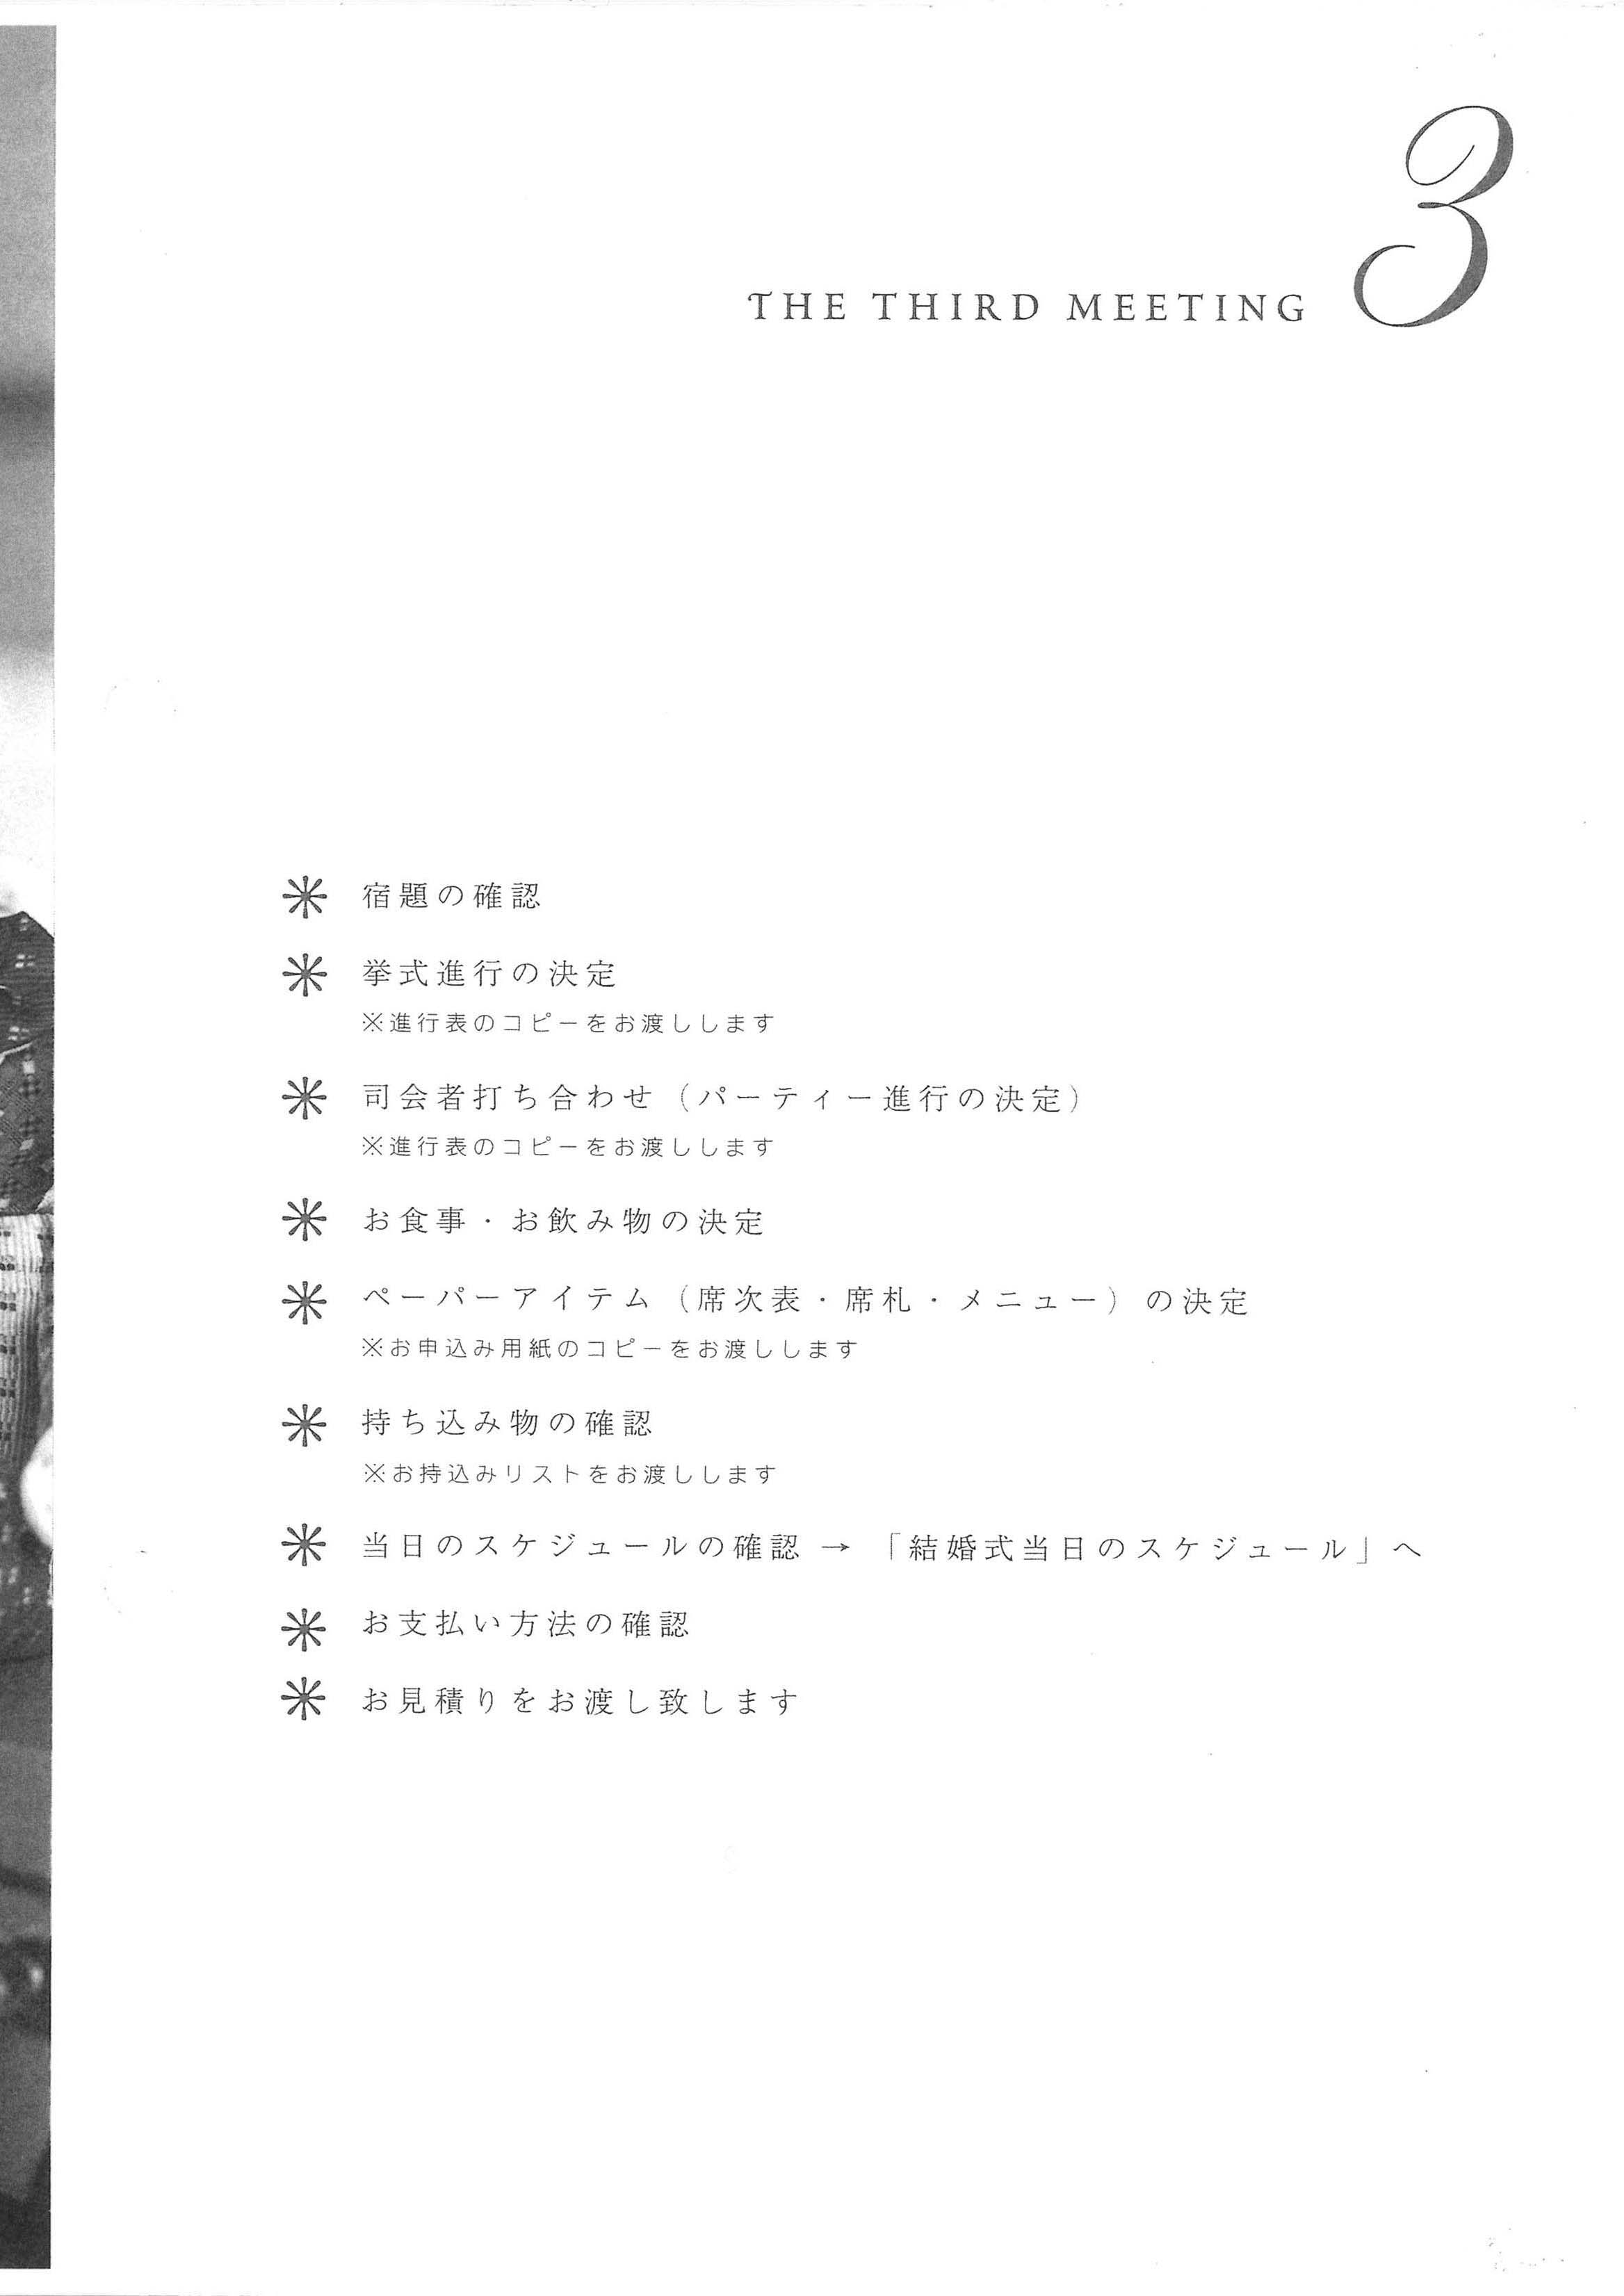 3
THE THIRD MEETING
宿題の確認
挙式進行の決定
※進行表のコピーをお渡しします
司会者打ち合わせ（パーティー進行の決定）
※進行表のコピーをお渡しします
お食事・お飲み物の決定
ペーパーアイテム（席次表・席札・メニュー）の決定
※お申込み用紙のコピーをお渡しします
持ち込み物の確認
※お持込みリストをお渡しします
当日のスケジュールの確認 → 「結婚式当日のスケジュール」へ
お支払い方法の確認
お見積りをお渡し致します